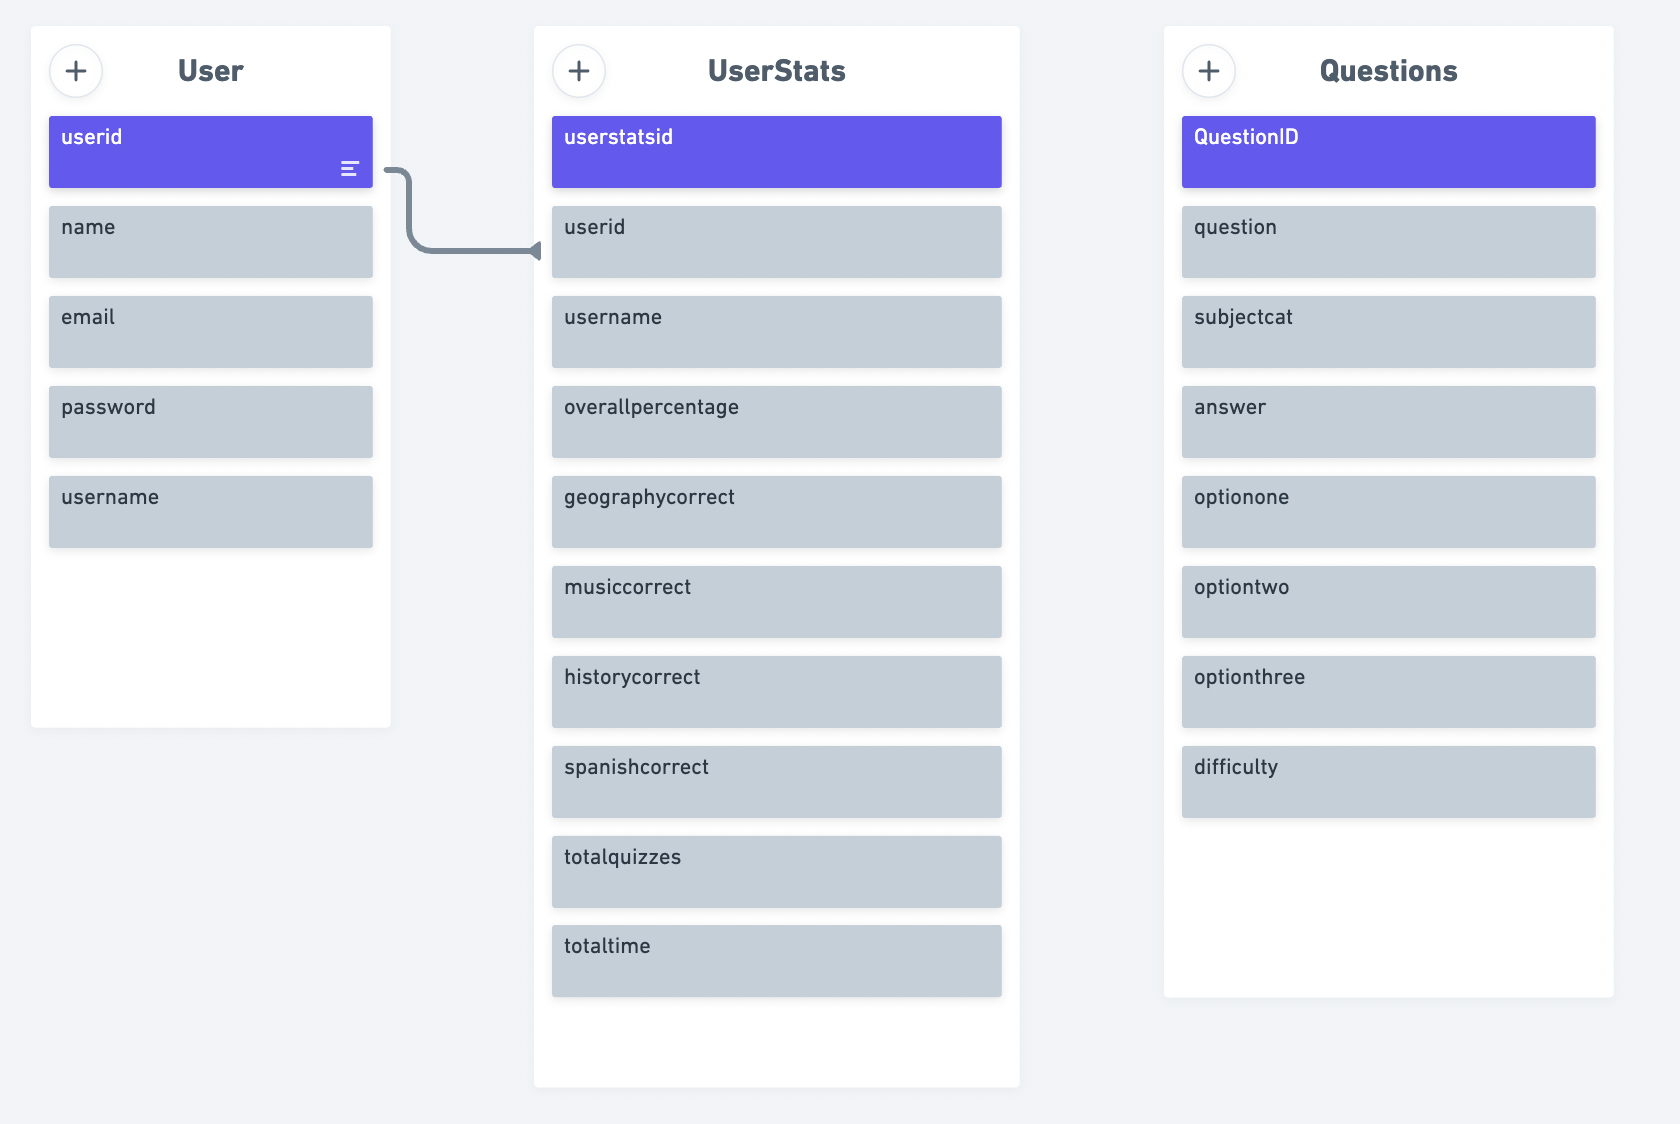 User
userid
name
email
password
username
UserStats
userstatsid
userid
username
overallpercentage
geographycorrect
musiccorrect
historycorrect
spanishcorrect
totalquizzes
totaltime
Questions
QuestionID
question
subjectcat
answer
optionone
optiontwo
optionthree
difficulty